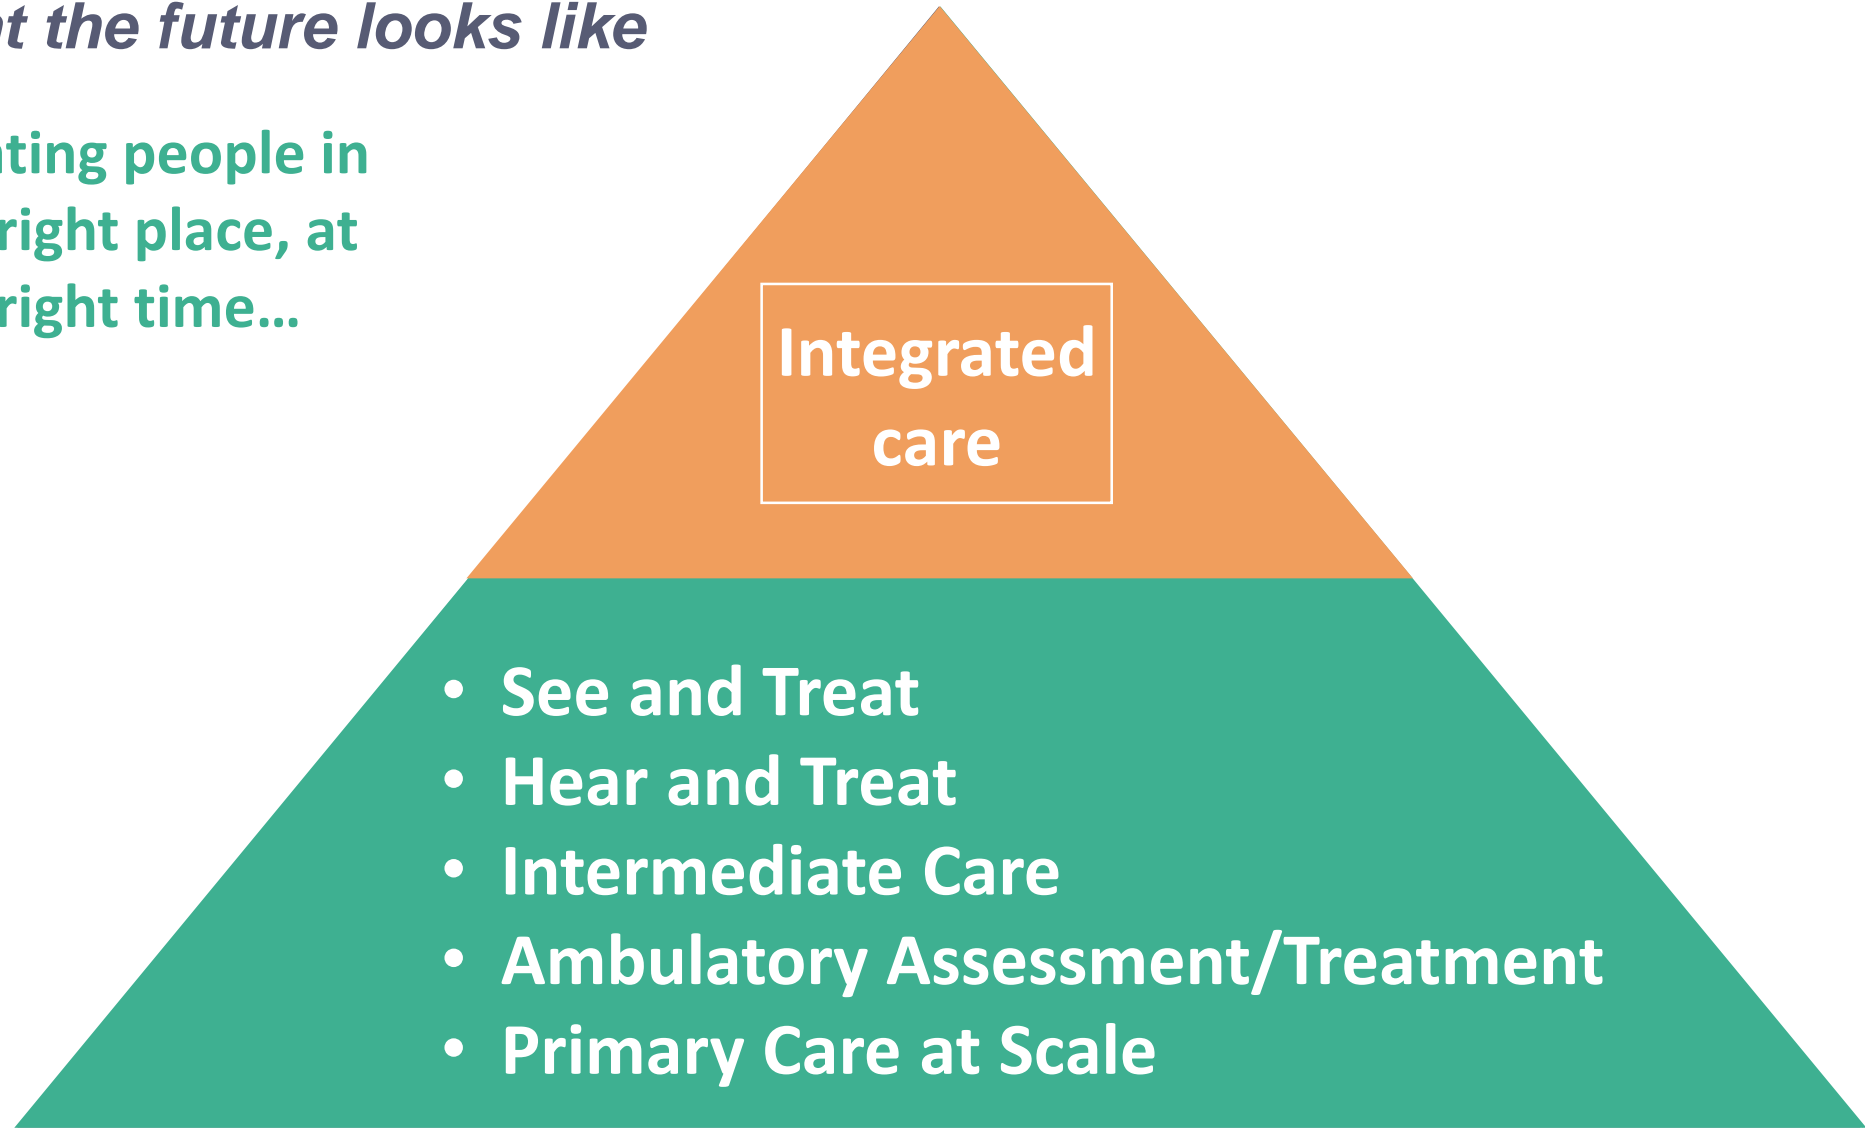 the future looks like
people in
right place, at
right time…
Integrated
care
• See and Treat
• Hear and Treat
• Intermediate Care
• Ambulatory Assessment/Treatment
• Primary Care at Scale